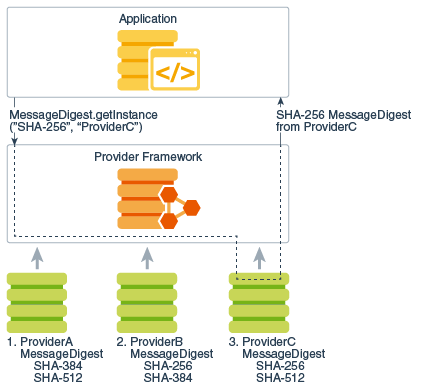 Application
</>
MessageDigest.getInstance
("SHA-256", “ProviderC”)
SHA-256 MessageDigest
from ProviderC
Provider Framework
1. ProviderA
MessageDigest
SHA-384
SHA-512
2. ProviderB
MessageDigest
SHA-256
SHA-384
3. ProviderC
MessageDigest
SHA-256
SHA-512